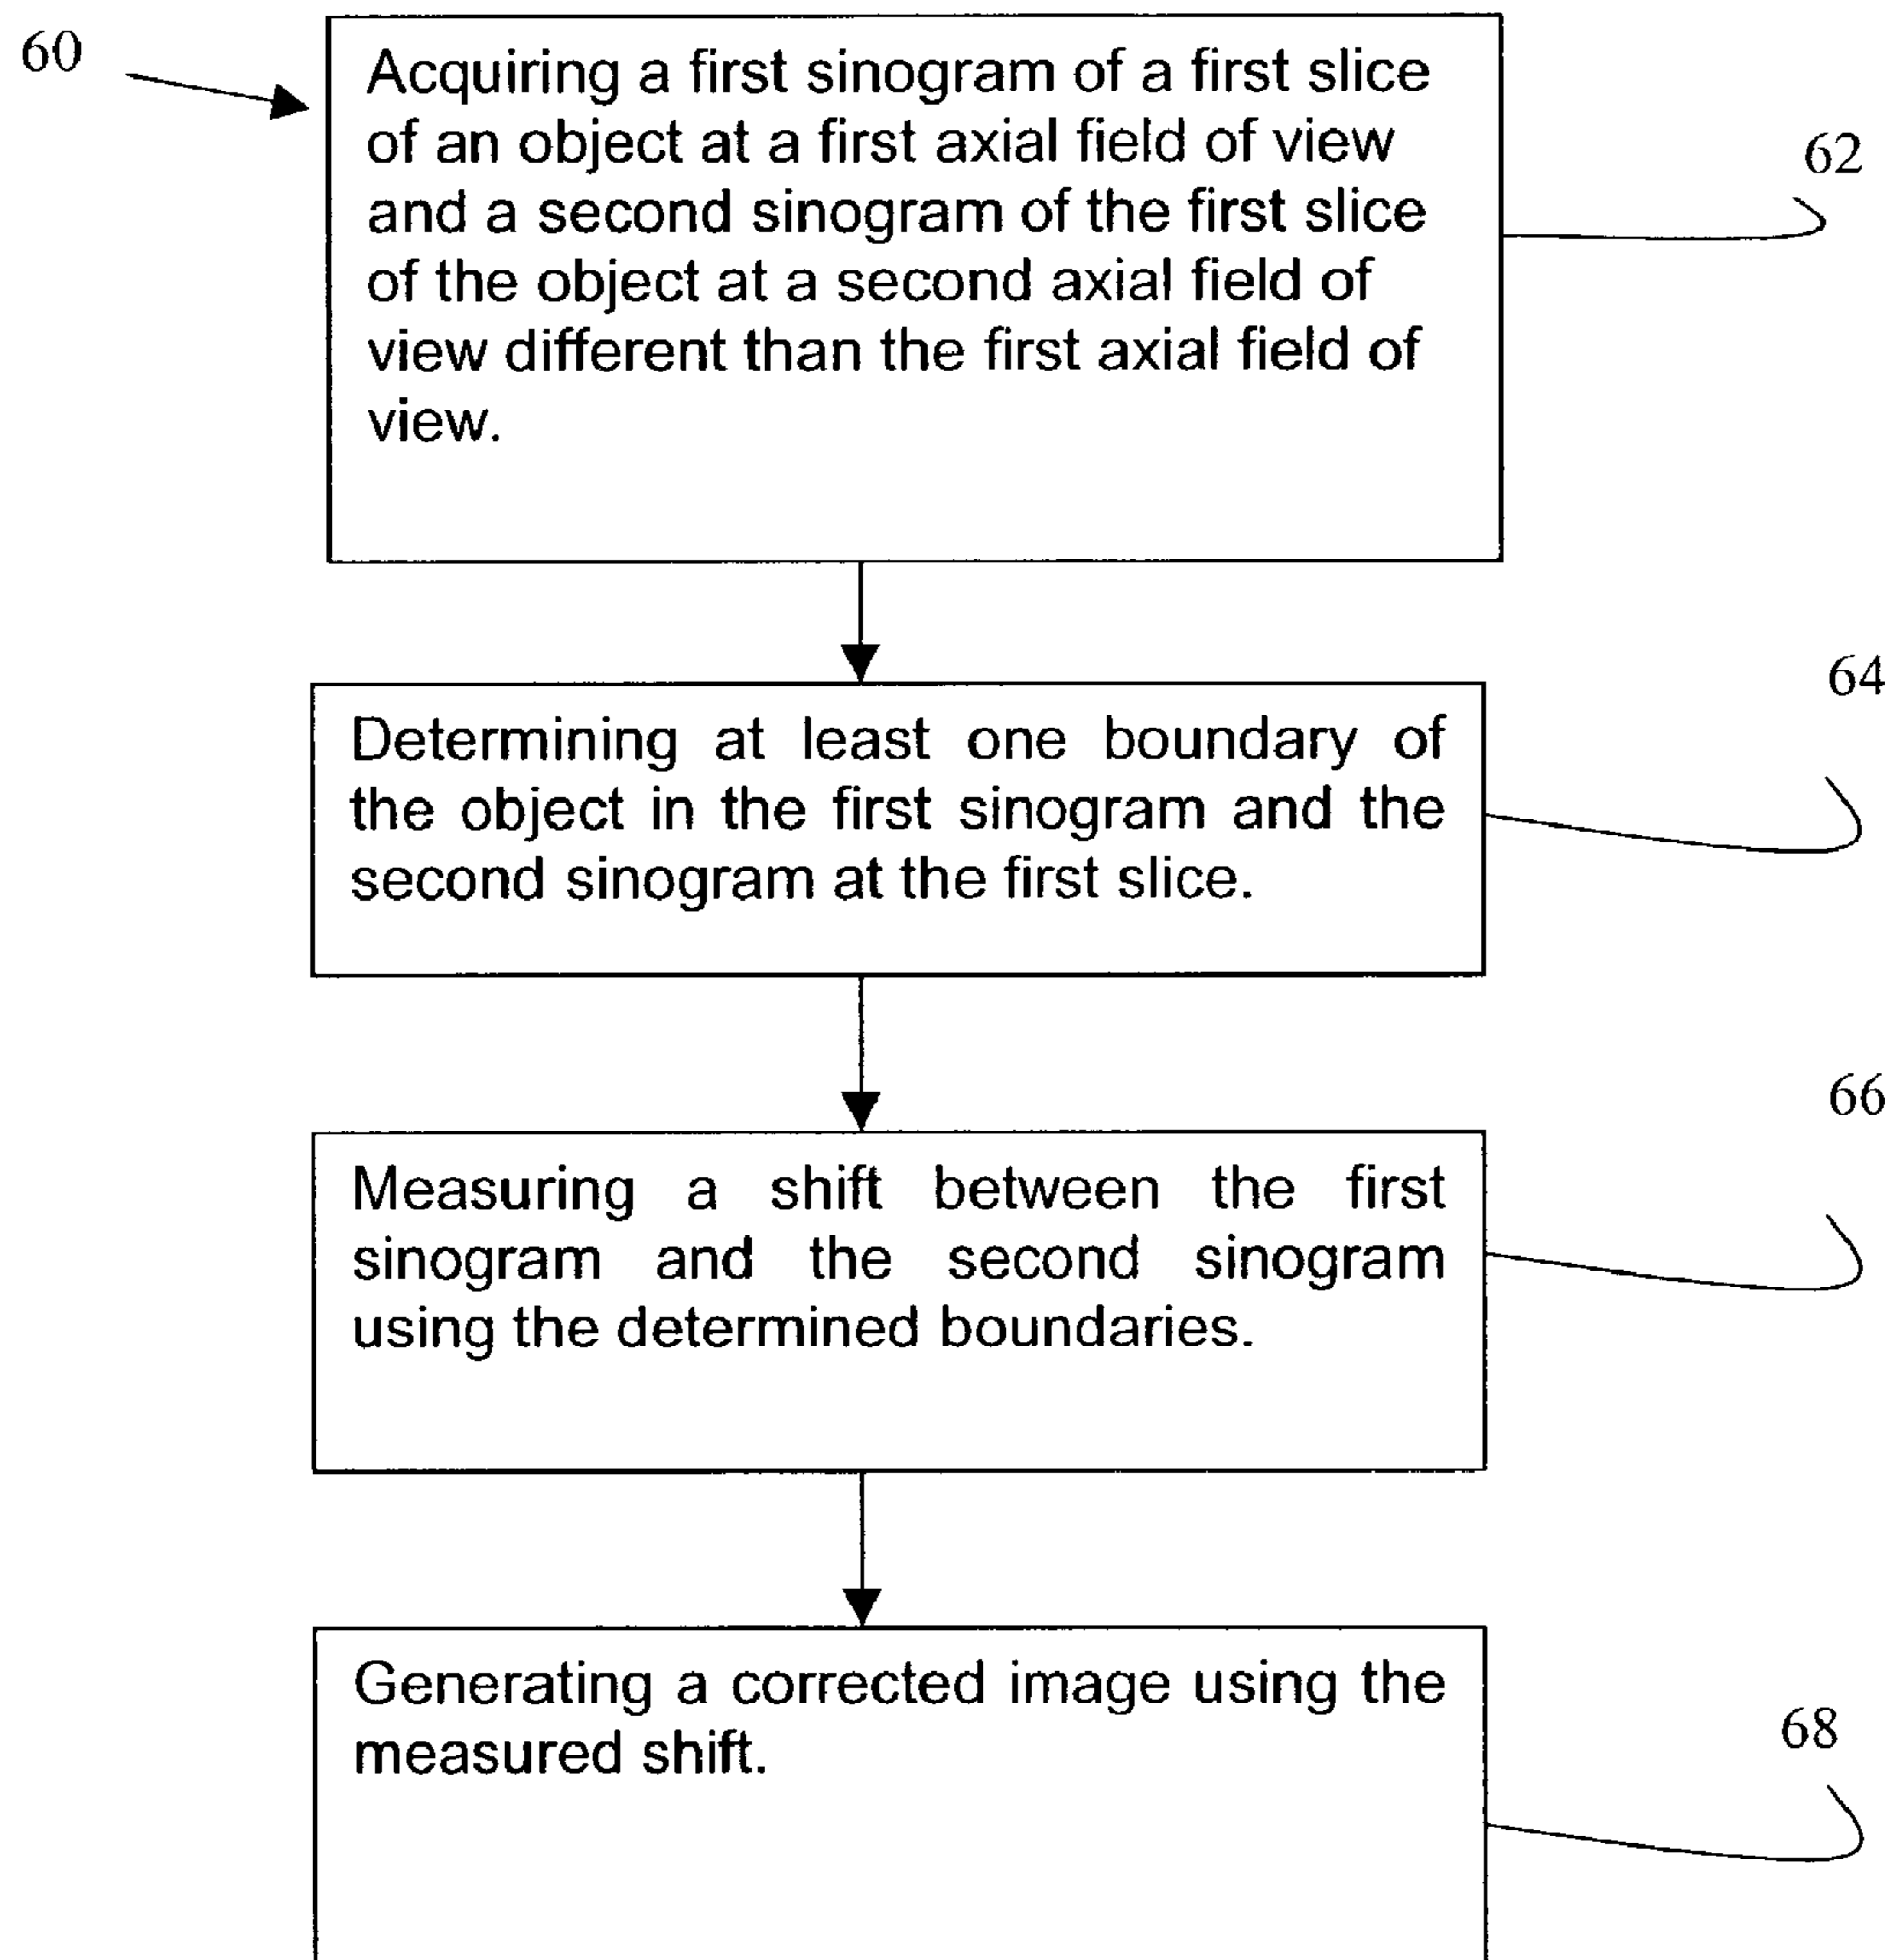 60
Acquiring a first sinogram of a first slice
of an object at a first axial field of view
and a second sinogram of the first slice
of the object at a second axial field of
view different than the first axial field of
view.
62
Determining at least one boundary of
the object in the first sinogram and the
second sinogram at the first slice.
64
Measuring a shift between the first
sinogram and the second sinogram
using the determined boundaries.
66
Generating a corrected image using the
measured shift.
68